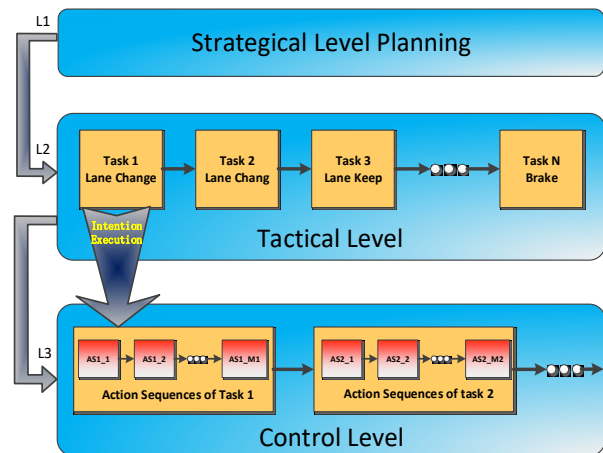 L1
Strategical Level Planning
L2
Task 1
Lane Change
Task 2
Lane Chang
Task 3
Lane Keep
Task N
Brake
Intention
Execution
Tactical Level
L3
AS1_1
AS1_2
AS1_M1
Action Sequences of Task 1
AS2_1
AS2_2
AS2_M2
Action Sequences of task 2
Control Level